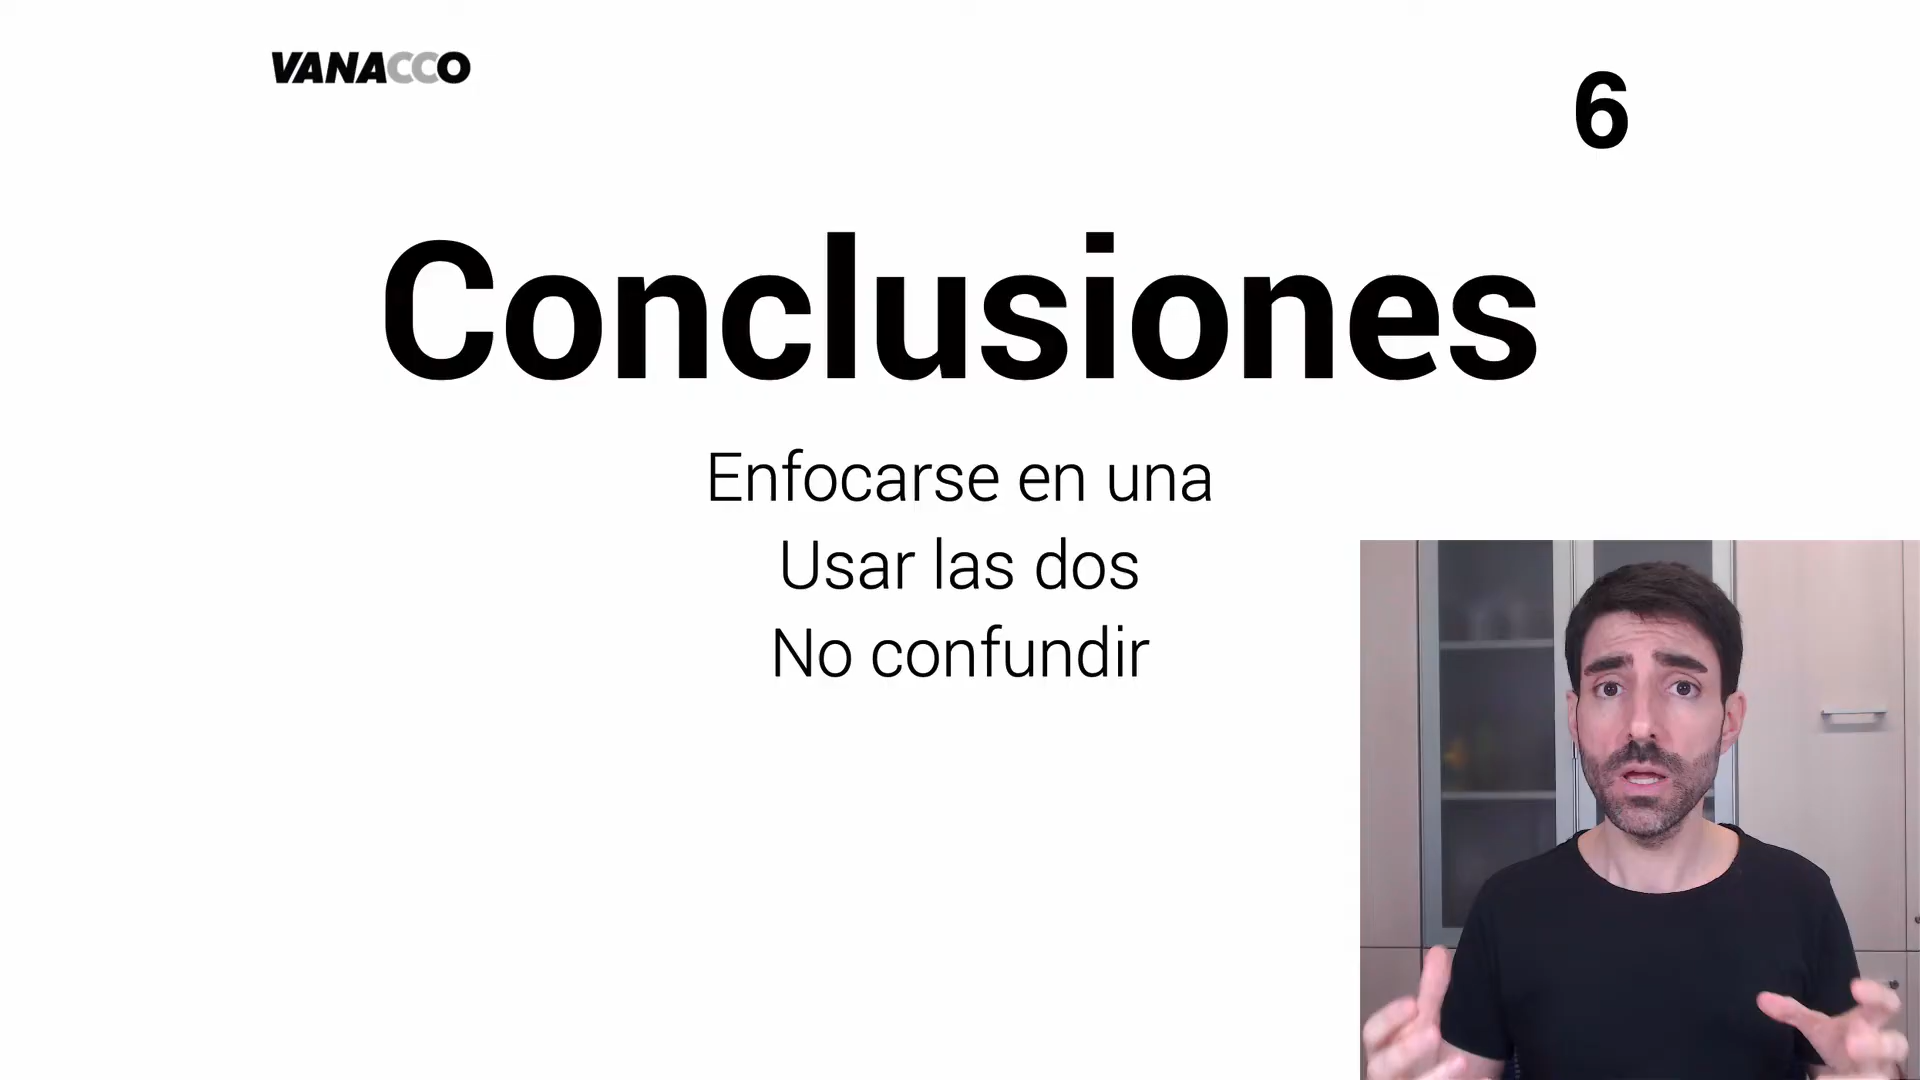 VANACCO
6
Conclusiones
Enfocarse en una
Usar las dos
No confundir